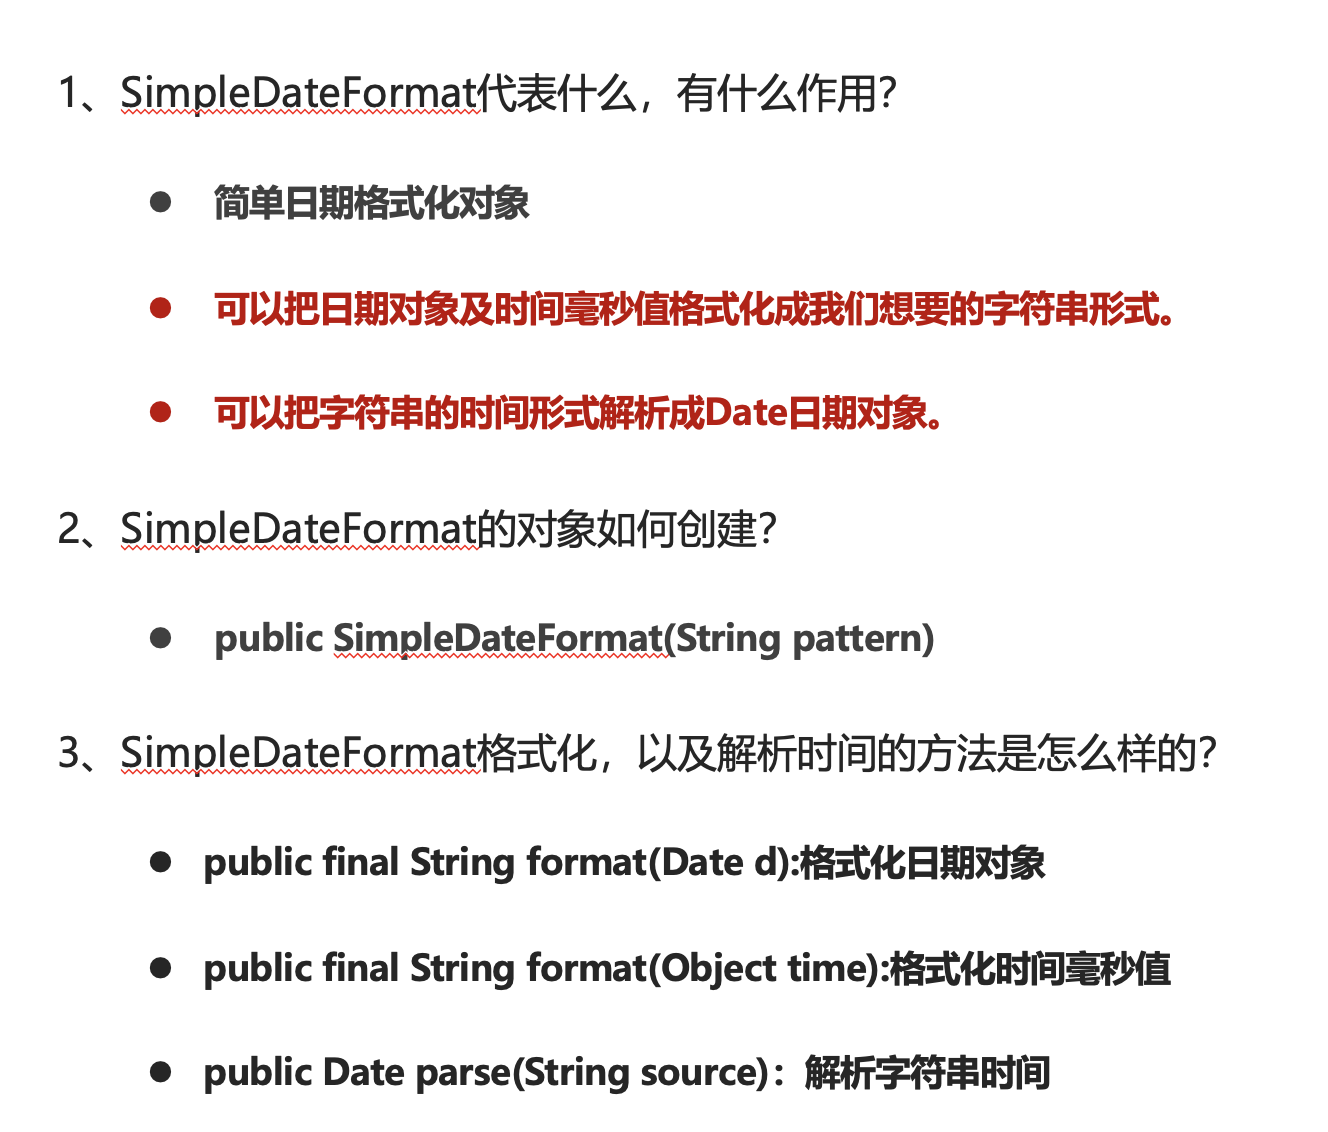 1、SimpleDateFormat代表什么，有什么作用？
● 简单日期格式化对象
● 可以把日期对象及时间毫秒值格式化成我们想要的字符串形式。
● 可以把字符串的时间形式解析成Date日期对象。
2、SimpleDateFormat的对象如何创建？
● public SimpleDateFormat(String pattern)
3、SimpleDateFormat格式化，以及解析时间的方法是怎么样的？
● public final String format(Date d):格式化日期对象
● public final String format(Object time):格式化时间毫秒值
● public Date parse(String source)：解析字符串时间